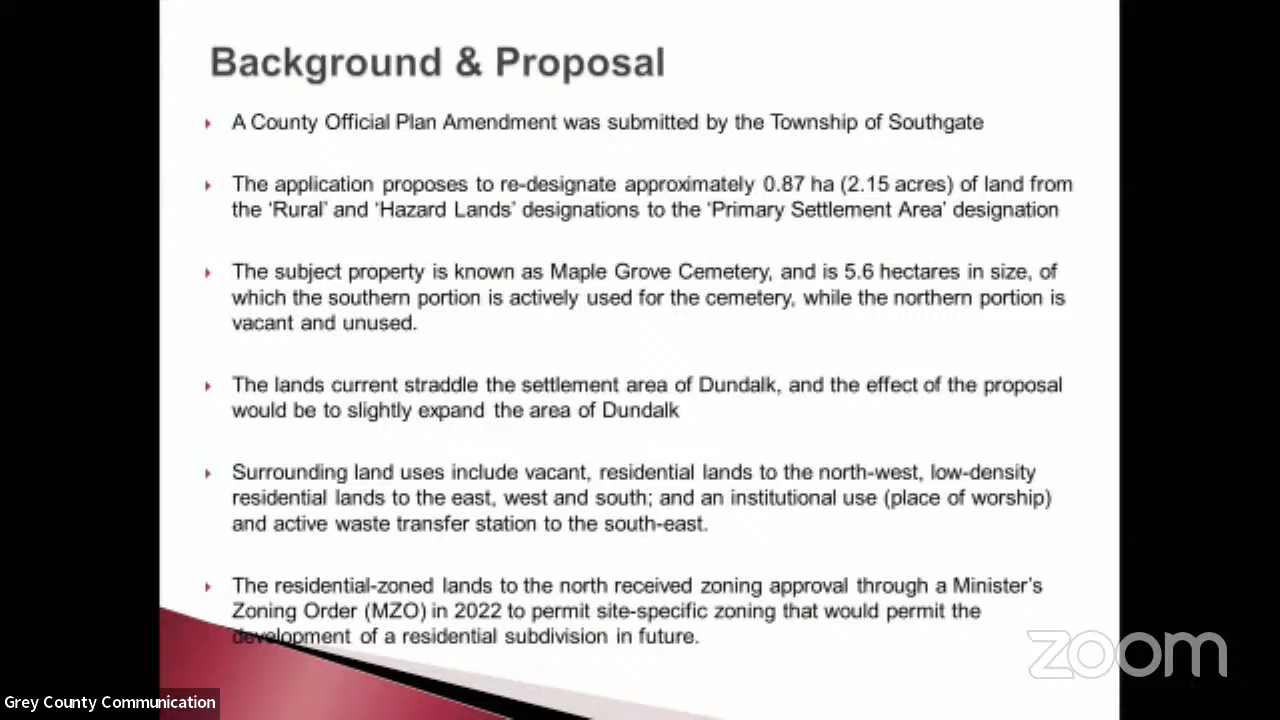 Background & Proposal
A County Official Plan Amendment was submitted by the Township of Southgate
The application proposes to re-designate approximately 0.87 ha (2.15 acres) of land from
the ‘Rural’ and ‘Hazard Lands’ designations to the ‘Primary Settlement Area’ designation
The subject property is known as Maple Grove Cemetery, and is 5.6 hectares in size, of
which the southern portion is actively used for the cemetery, while the northern portion is
vacant and unused.
The lands current straddle the settlement area of Dundalk, and the effect of the proposal
would be to slightly expand the area of Dundalk
Surrounding land uses include vacant, residential lands to the north-west, low-density
residential lands to the east, west and south; and an institutional use (place of worship)
and active waste transfer station to the south-east.
The residential-zoned lands to the north received zoning approval through a Minister’s
Zoning Order (MZO) in 2022 to permit site-specific zoning that would permit the
development of a residential subdivision in future.
zoom
Grey County Communication